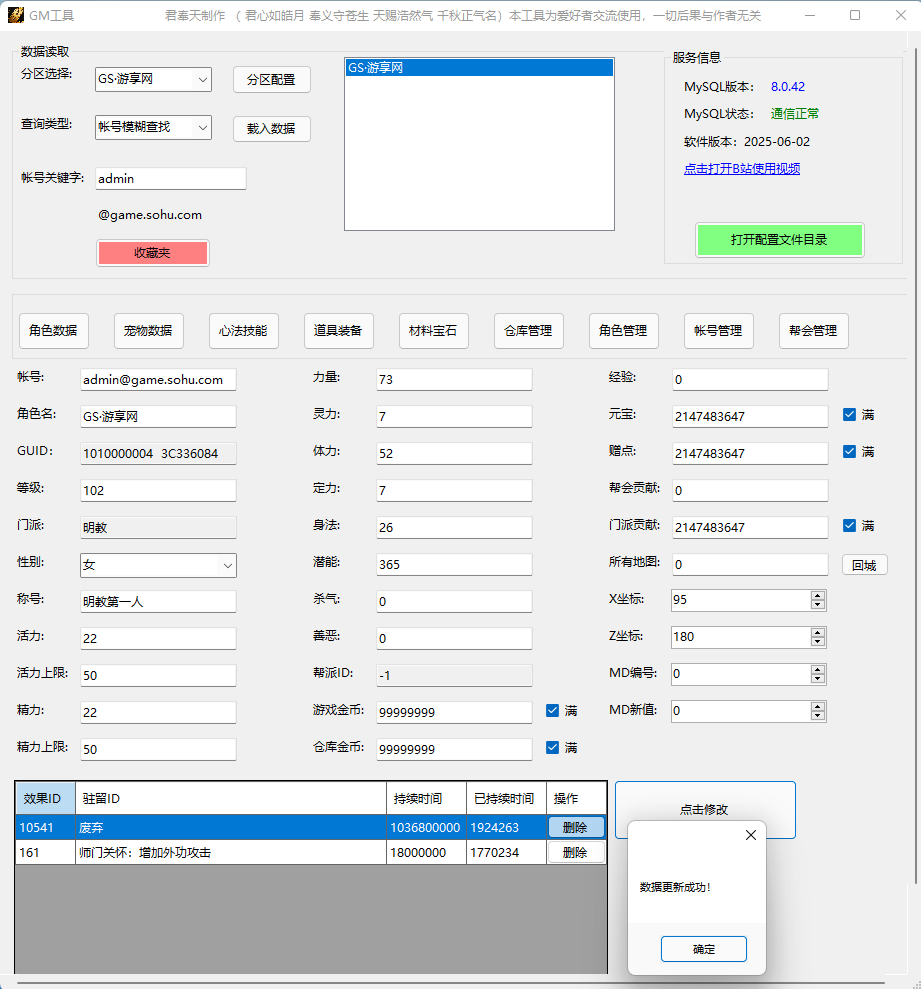 GM工具 君奉天制作 （ 君心如皓月 奉义守苍生 天赐浩然气 千秋正气名）本工具为爱好者交流使用，一切后果与作者无关
数据读取
分区选择: GS·游享网 分区配置
查询类型: 帐号模糊查找 载入数据
帐号关键字: admin
@game.sohu.com
收藏夹
GS·游享网
服务信息
MySQL版本: 8.0.42
MySQL状态: 通信正常
软件版本: 2025-06-02
点击打开B站使用视频
打开配置文件目录
角色数据 宠物数据 心法技能 道具装备 材料宝石 仓库管理 角色管理 帐号管理 帮会管理
帐号: admin@game.sohu.com 力量: 73 经验: 0
角色名: GS·游享网 灵力: 7 元宝: 2147483647 满
GUID: 1010000004 3C336084 体力: 52 赠点: 2147483647 满
等级: 102 定力: 7 帮会贡献: 0
门派: 明教 身法: 26 门派贡献: 2147483647 满
性别: 女 潜能: 365 所有地图: 0 回城
称号: 明教第一人 杀气: 0 X坐标: 95
活力: 22 善恶: 0 Z坐标: 180
活力上限: 50 帮派ID: -1 MD编号: 0
精力: 22 游戏金币: 99999999 满 MD新值: 0
精力上限: 50 仓库金币: 99999999 满
效果ID 驻留ID 持续时间 已持续时间 操作
10541 废弃 1036800000 1924263 删除
161 师门关怀：增加外功攻击 18000000 1770234 删除
点击修改
数据更新成功!
确定